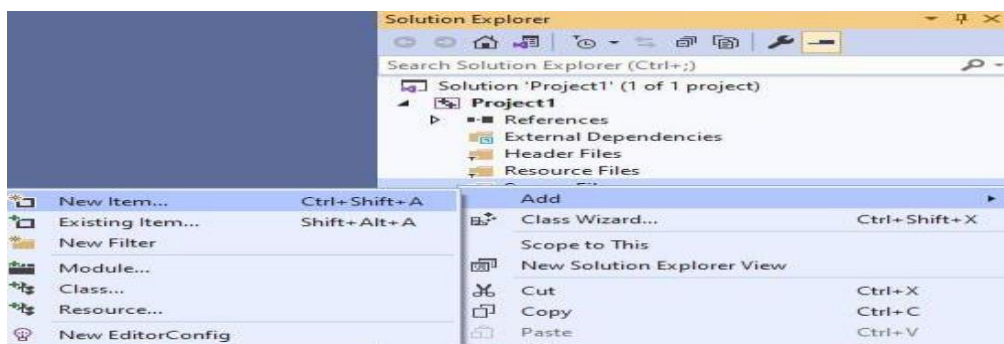 Solution Explorer
Search Solution Explorer (Ctrl+;)
Solution 'Project1' (1 of 1 project)
Project1
References
External Dependencies
Header Files
Resource Files
New Item... Ctrl+Shift+A
Existing Item... Shift+Alt+A
New Filter
Module...
Class...
Resource...
New EditorConfig
Add
Class Wizard... Ctrl+Shift+X
Scope to This
New Solution Explorer View
Cut Ctrl+X
Copy Ctrl+C
Paste Ctrl+V